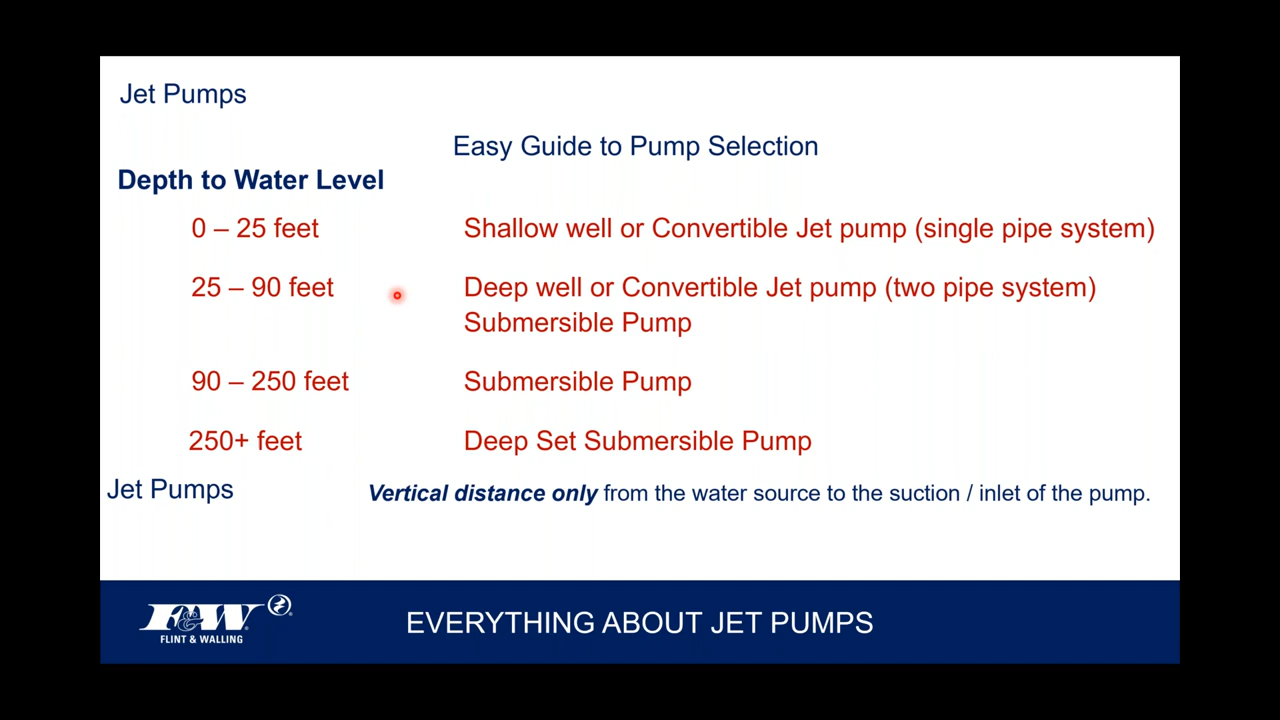 Jet Pumps
Easy Guide to Pump Selection
Depth to Water Level
0 – 25 feet Shallow well or Convertible Jet pump (single pipe system)
25 – 90 feet Deep well or Convertible Jet pump (two pipe system)
Submersible Pump
90 – 250 feet Submersible Pump
250+ feet Deep Set Submersible Pump
Jet Pumps Vertical distance only from the water source to the suction / inlet of the pump.
F&W®
FLINT & WALLING
EVERYTHING ABOUT JET PUMPS